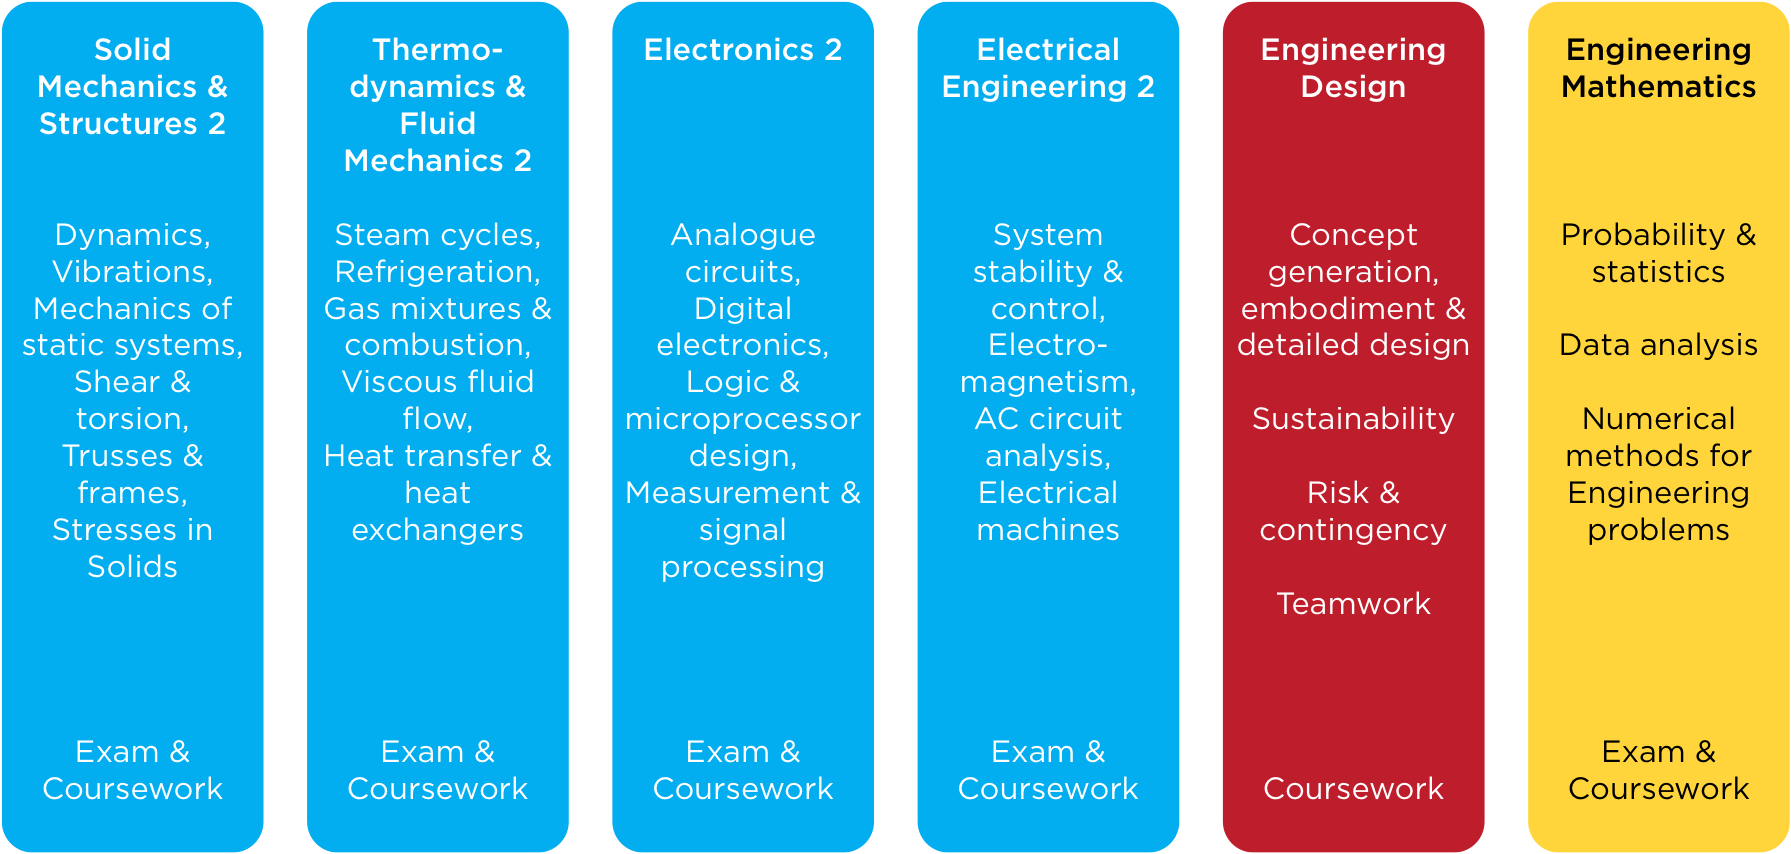 Solid
Mechanics &
Structures 2
Dynamics,
Vibrations,
Mechanics of
static systems,
Shear &
torsion,
Trusses &
frames,
Stresses in
Solids
Exam &
Coursework
Thermo-
dynamics &
Fluid
Mechanics 2
Steam cycles,
Refrigeration,
Gas mixtures &
combustion,
Viscous fluid
flow,
Heat transfer &
heat
exchangers
Exam &
Coursework
Electronics 2
Analogue
circuits,
Digital
electronics,
Logic &
microprocessor
design,
Measurement &
signal
processing
Exam &
Coursework
Electrical
Engineering 2
System
stability &
control,
Electro-
magnetism,
AC circuit
analysis,
Electrical
machines
Exam &
Coursework
Engineering
Design
Concept
generation,
embodiment &
detailed design
Sustainability
Risk &
contingency
Teamwork
Coursework
Engineering
Mathematics
Probability &
statistics
Data analysis
Numerical
methods for
Engineering
problems
Exam &
Coursework